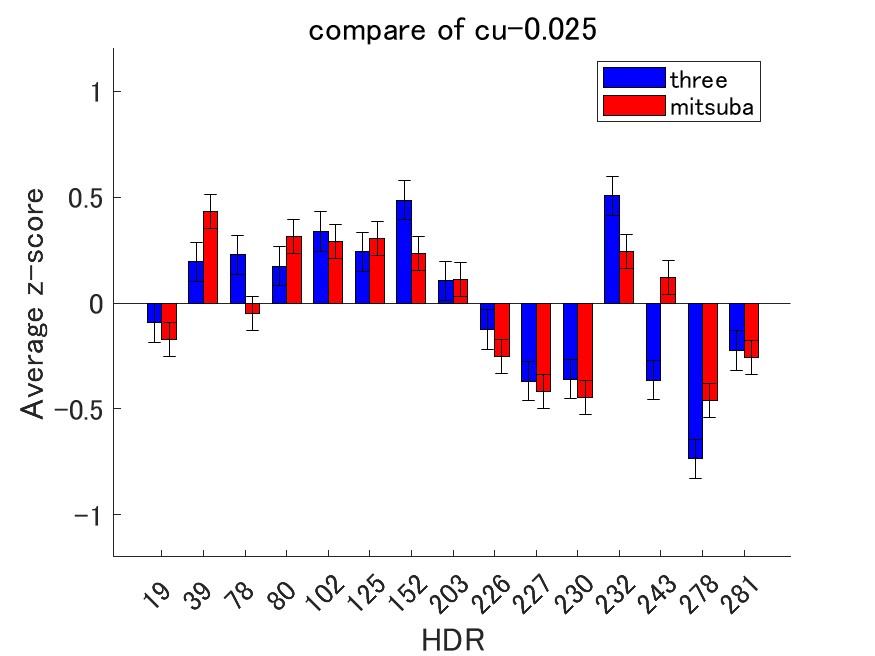 compare of cu-0.025
three
mitsuba
Average z-score
1
0.5
0
-0.5
-1
19 39 78 80 102 125 152 203 226 227 230 232 243 278 281
HDR